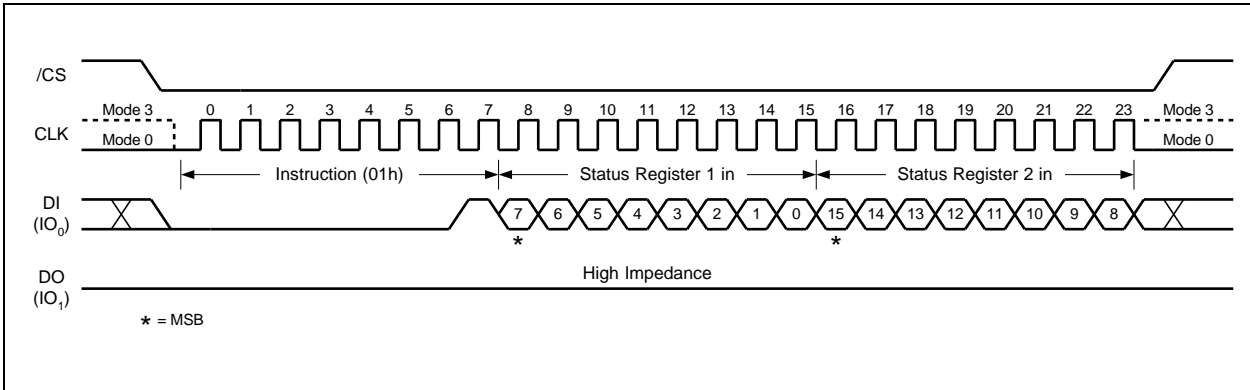 /CS
Mode 3 0 1 2 3 4 5 6 7 8 9 10 11 12 13 14 15 16 17 18 19 20 21 22 23 Mode 3
CLK
Mode 0 Mode 0
Instruction (01h) Status Register 1 in Status Register 2 in
DI
(IO0)
7 6 5 4 3 2 1 0 15 14 13 12 11 10 9 8
* *
High Impedance
DO
(IO1)
* = MSB